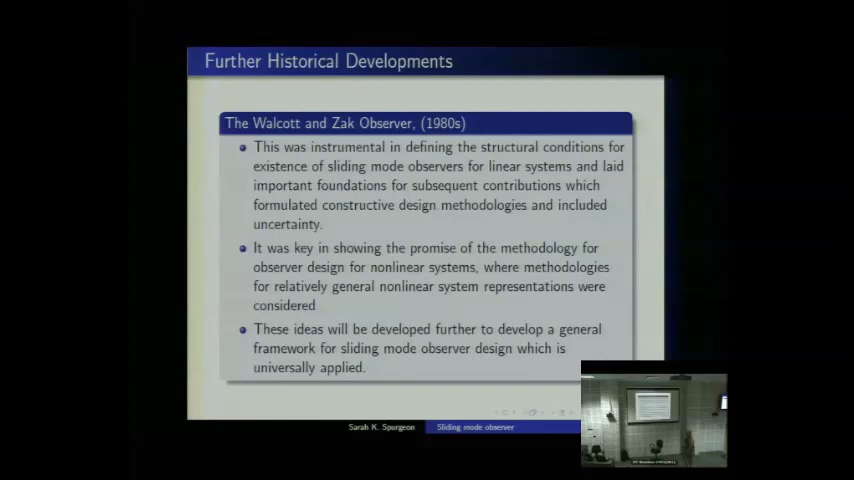 Further Historical Developments
The Walcott and Zak Observer, (1980s)
This was instrumental in defining the structural conditions for
existence of sliding mode observers for linear systems and laid
important foundations for subsequent contributions which
formulated constructive design methodologies and included
uncertainty.
It was key in showing the promise of the methodology for
observer design for nonlinear systems, where methodologies
for relatively general nonlinear system representations were
considered
These ideas will be developed further to develop a general
framework for sliding mode observer design which is
universally applied.
Sarah K. Spurgeon
Sliding mode observer